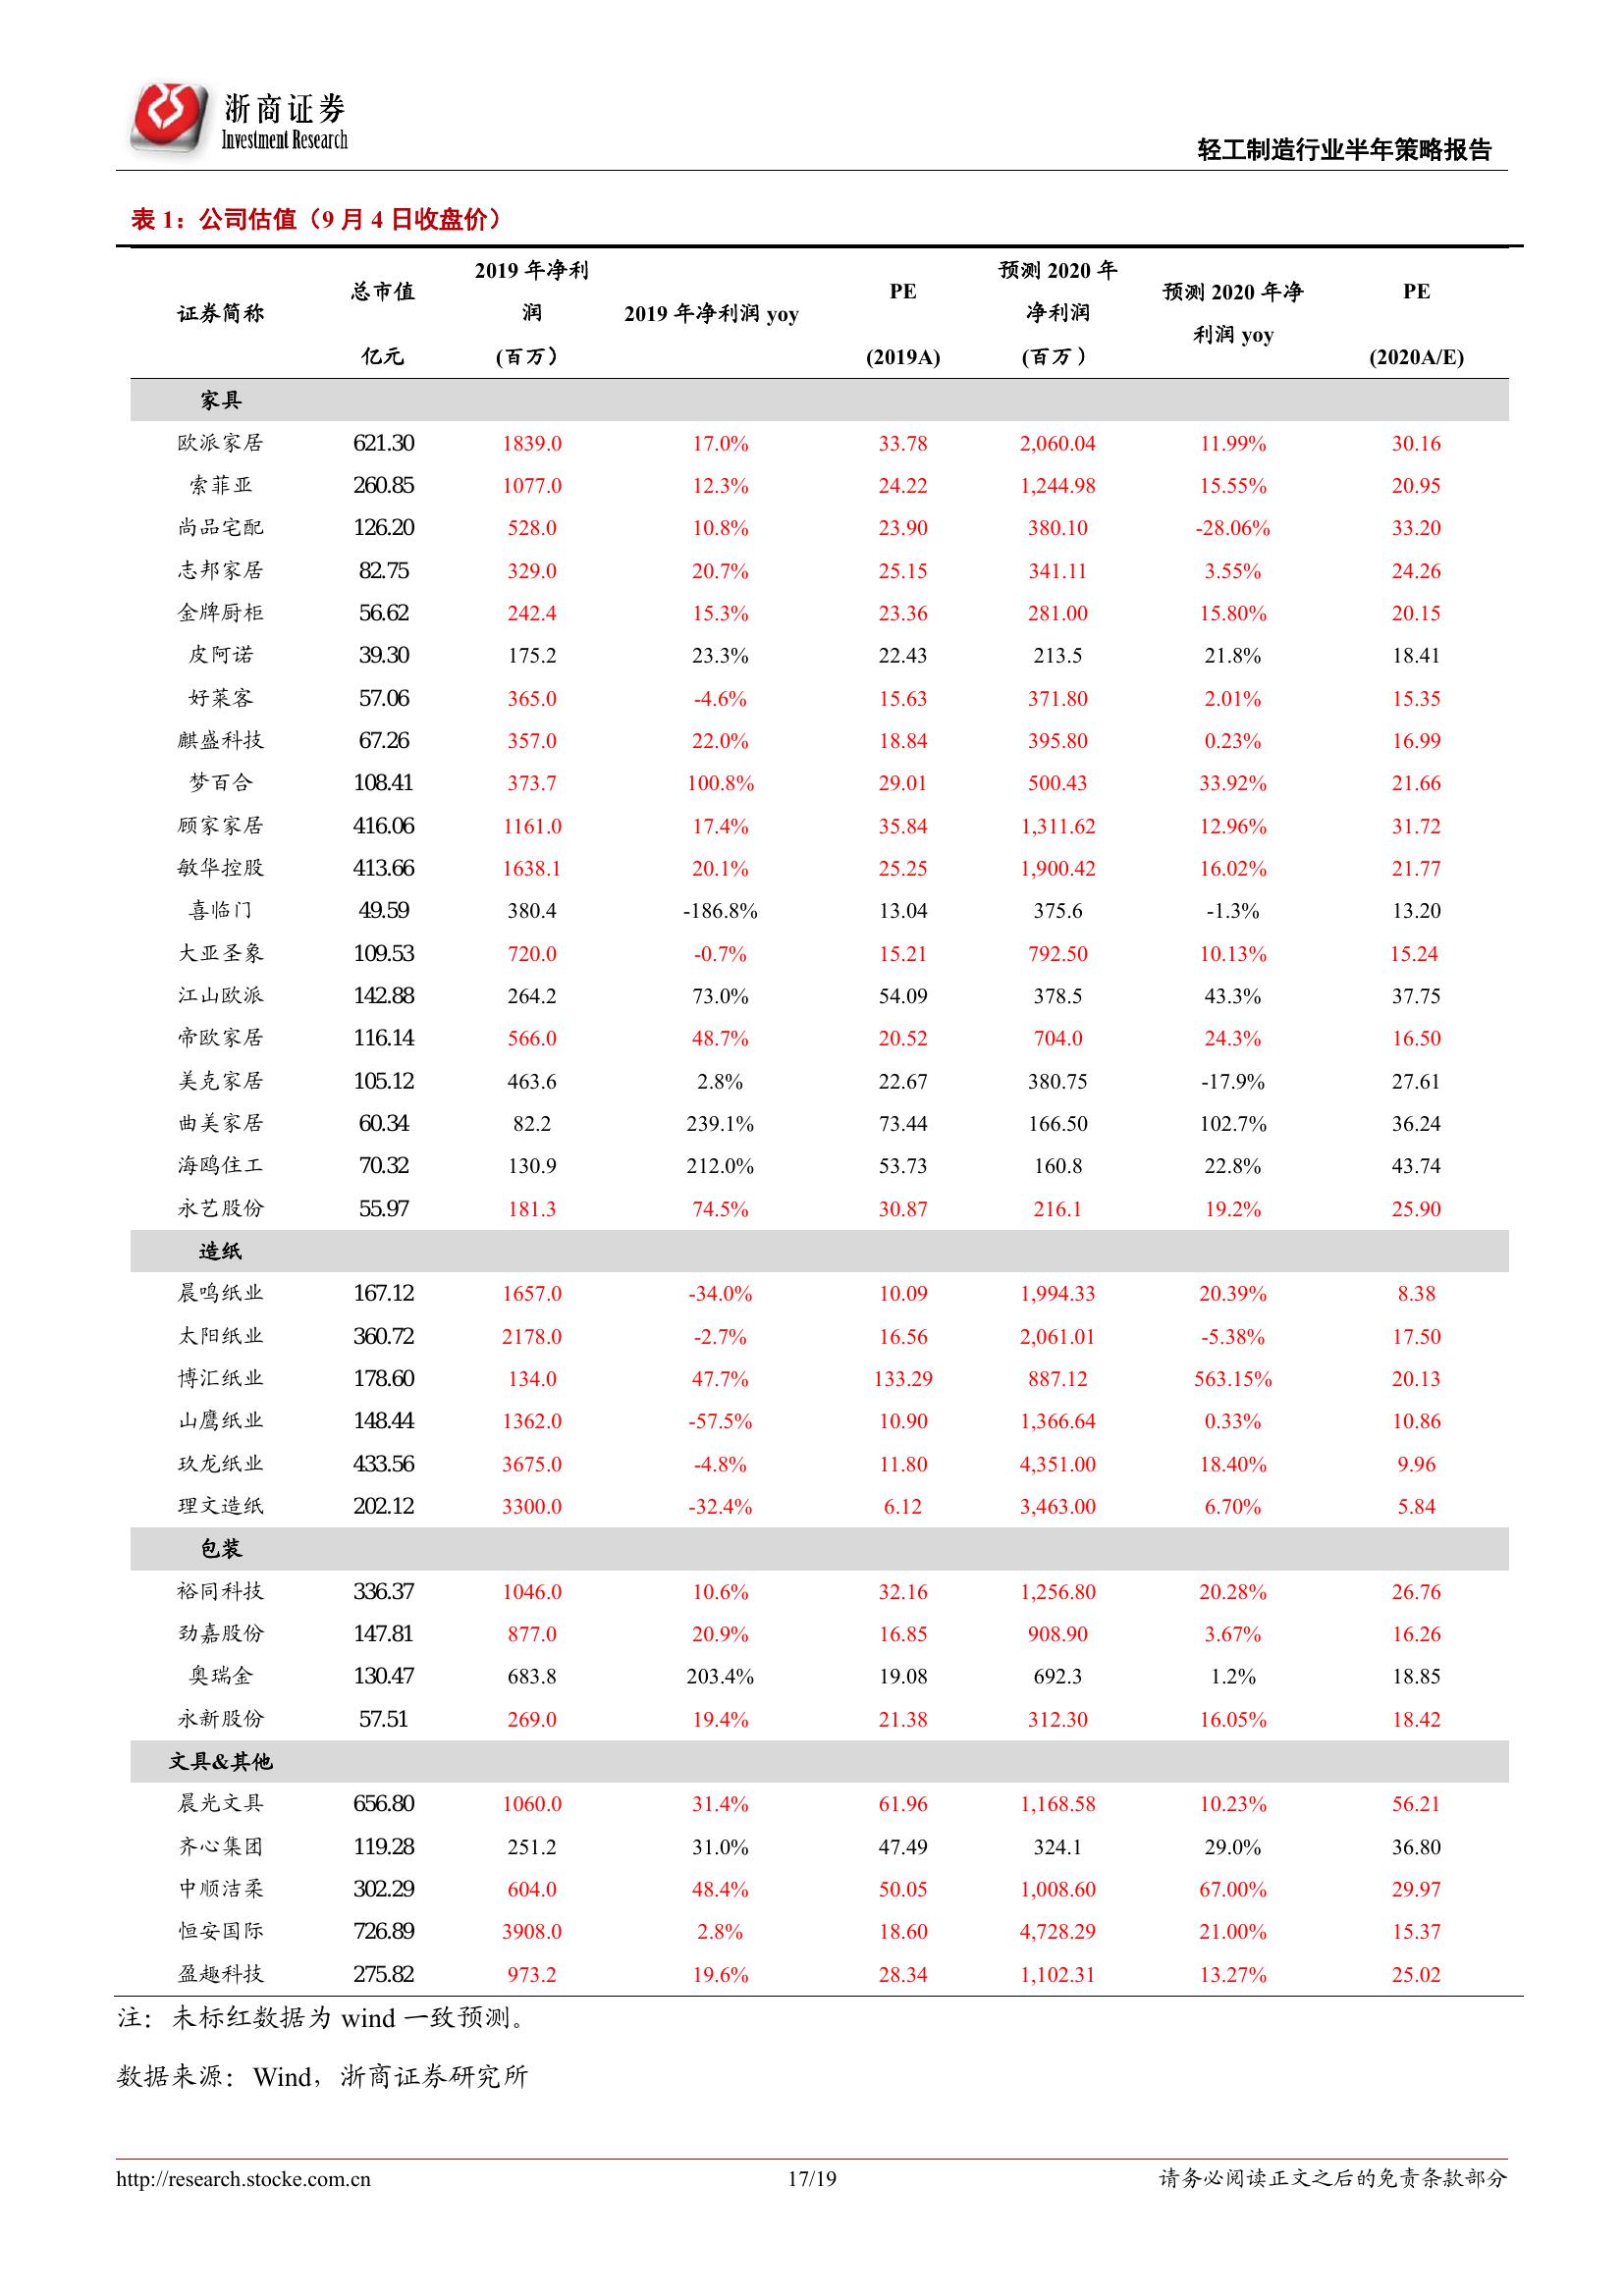 浙商证券
Investment Research
轻工制造行业半年策略报告
表 1：公司估值（9 月 4 日收盘价）
证券简称 总市值 亿元 2019 年净利润 (百万） 2019 年净利润 yoy PE (2019A) 预测 2020 年净利润 (百万 ） 预测 2020 年净利润 yoy PE (2020A/E)
家具
欧派家居 621.30 1839.0 17.0% 33.78 2,060.04 11.99% 30.16
索菲亚 260.85 1077.0 12.3% 24.22 1,244.98 15.55% 20.95
尚品宅配 126.20 528.0 10.8% 23.90 380.10 -28.06% 33.20
志邦家居 82.75 329.0 20.7% 25.15 341.11 3.55% 24.26
金牌厨柜 56.62 242.4 15.3% 23.36 281.00 15.80% 20.15
皮阿诺 39.30 175.2 23.3% 22.43 213.5 21.8% 18.41
好莱客 57.06 365.0 -4.6% 15.63 371.80 2.01% 15.35
麒盛科技 67.26 357.0 22.0% 18.84 395.80 0.23% 16.99
梦百合 108.41 373.7 100.8% 29.01 500.43 33.92% 21.66
顾家家居 416.06 1161.0 17.4% 35.84 1,311.62 12.96% 31.72
敏华控股 413.66 1638.1 20.1% 25.25 1,900.42 16.02% 21.77
喜临门 49.59 380.4 -186.8% 13.04 375.6 -1.3% 13.20
大亚圣象 109.53 720.0 -0.7% 15.21 792.50 10.13% 15.24
江山欧派 142.88 264.2 73.0% 54.09 378.5 43.3% 37.75
帝欧家居 116.14 566.0 48.7% 20.52 704.0 24.3% 16.50
美克家居 105.12 463.6 2.8% 22.67 380.75 -17.9% 27.61
曲美家居 60.34 82.2 239.1% 73.44 166.50 102.7% 36.24
海鸥住工 70.32 130.9 212.0% 53.73 160.8 22.8% 43.74
永艺股份 55.97 181.3 74.5% 30.87 216.1 19.2% 25.90
造纸
晨鸣纸业 167.12 1657.0 -34.0% 10.09 1,994.33 20.39% 8.38
太阳纸业 360.72 2178.0 -2.7% 16.56 2,061.01 -5.38% 17.50
博汇纸业 178.60 134.0 47.7% 133.29 887.12 563.15% 20.13
山鹰纸业 148.44 1362.0 -57.5% 10.90 1,366.64 0.33% 10.86
玖龙纸业 433.56 3675.0 -4.8% 11.80 4,351.00 18.40% 9.96
理文造纸 202.12 3300.0 -32.4% 6.12 3,463.00 6.70% 5.84
包装
裕同科技 336.37 1046.0 10.6% 32.16 1,256.80 20.28% 26.76
劲嘉股份 147.81 877.0 20.9% 16.85 908.90 3.67% 16.26
奥瑞金 130.47 683.8 203.4% 19.08 692.3 1.2% 18.85
永新股份 57.51 269.0 19.4% 21.38 312.30 16.05% 18.42
文具&其他
晨光文具 656.80 1060.0 31.4% 61.96 1,168.58 10.23% 56.21
齐心集团 119.28 251.2 31.0% 47.49 324.1 29.0% 36.80
中顺洁柔 302.29 604.0 48.4% 50.05 1,008.60 67.00% 29.97
恒安国际 726.89 3908.0 2.8% 18.60 4,728.29 21.00% 15.37
盈趣科技 275.82 973.2 19.6% 28.34 1,102.31 13.27% 25.02
注：未标红数据为 wind 一致预测。
数据来源：Wind，浙商证券研究所
http://research.stocke.com.cn 17/19 请务必阅读正文之后的免责条款部分